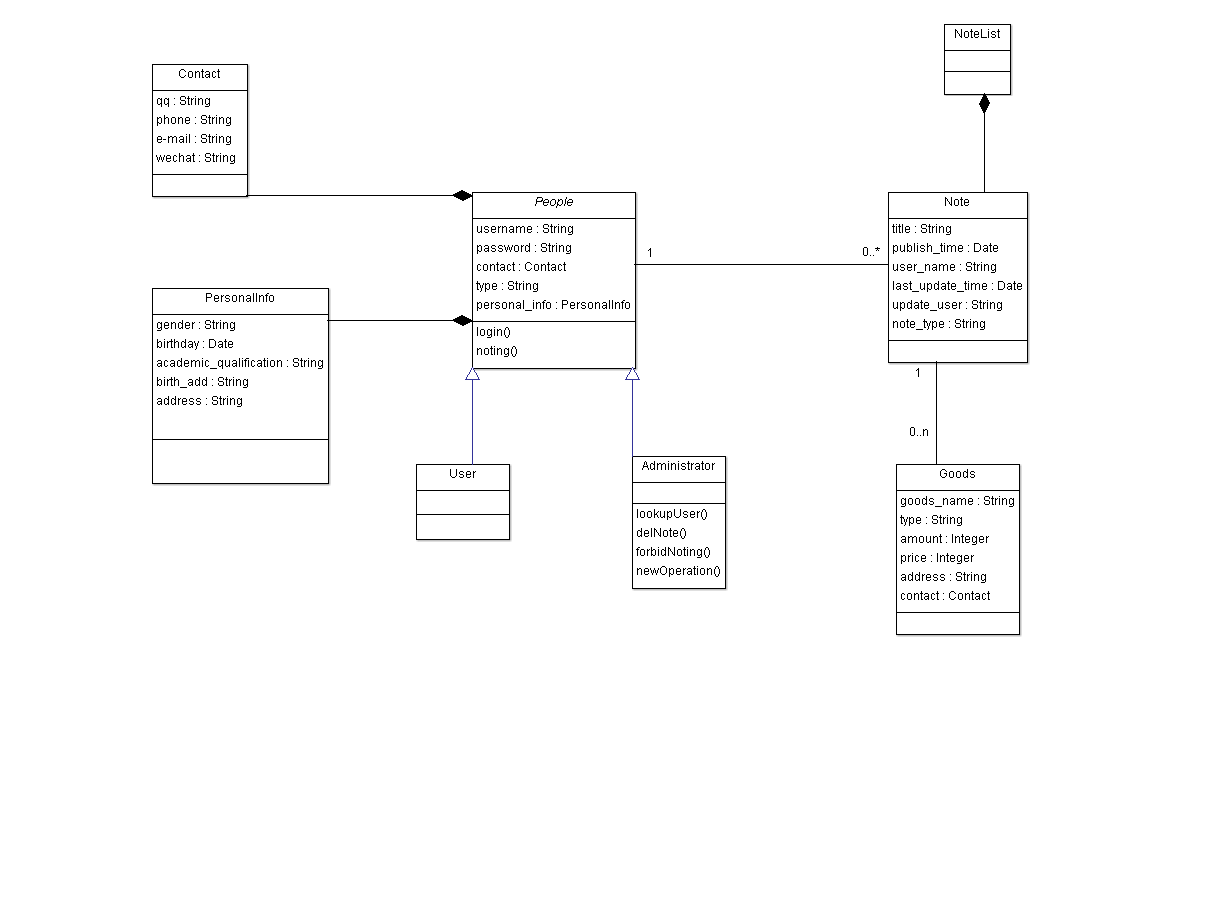 NoteList
Contact
qq : String
phone : String
e-mail : String
wechat : String
People
username : String
password : String
contact : Contact
type : String
personal_info : PersonalInfo
login()
noting()
1
0..*
Note
title : String
publish_time : Date
user_name : String
last_update_time : Date
update_user : String
note_type : String
PersonalInfo
gender : String
birthday : Date
academic_qualification : String
birth_add : String
address : String
1
0..n
User
Administrator
lookupUser()
delNote()
forbidNoting()
newOperation()
Goods
goods_name : String
type : String
amount : Integer
price : Integer
address : String
contact : Contact